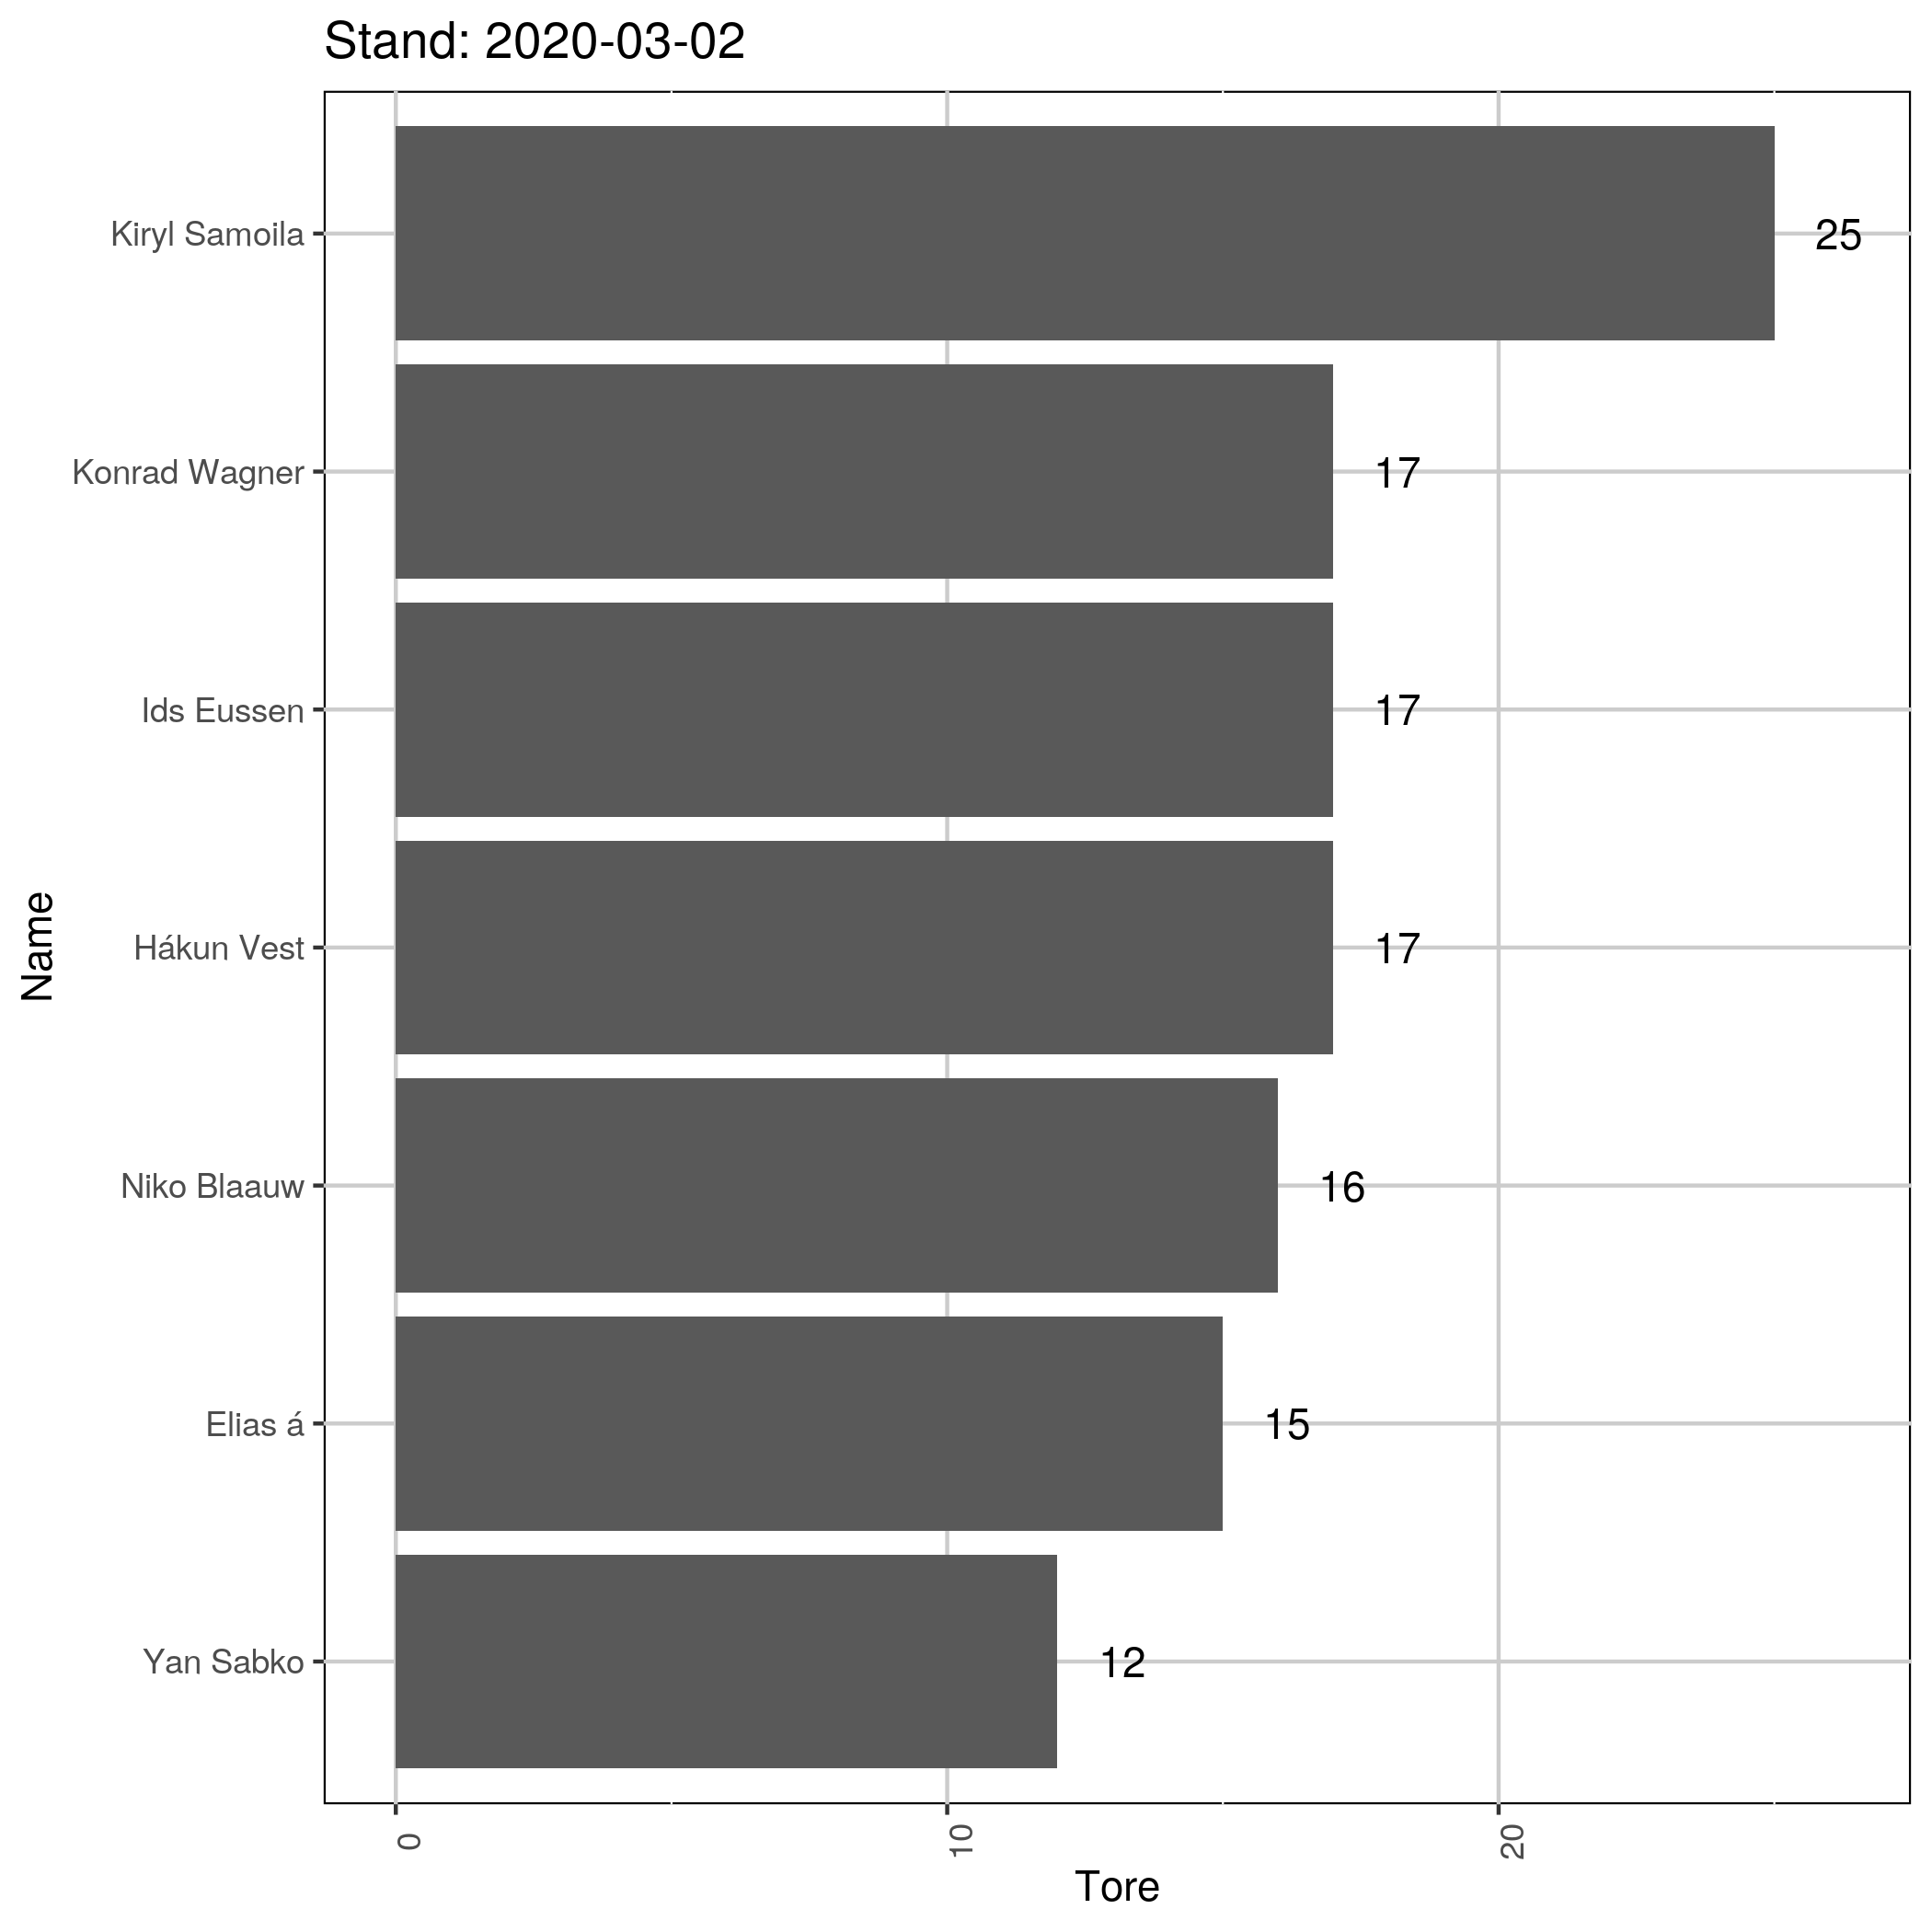 Stand: 2020-03-02
Name
Kiryl Samoila 25
Konrad Wagner 17
Ids Eussen 17
Hákun Vest 17
Niko Blaauw 16
Elias á 15
Yan Sabko 12
0 10 20
Tore